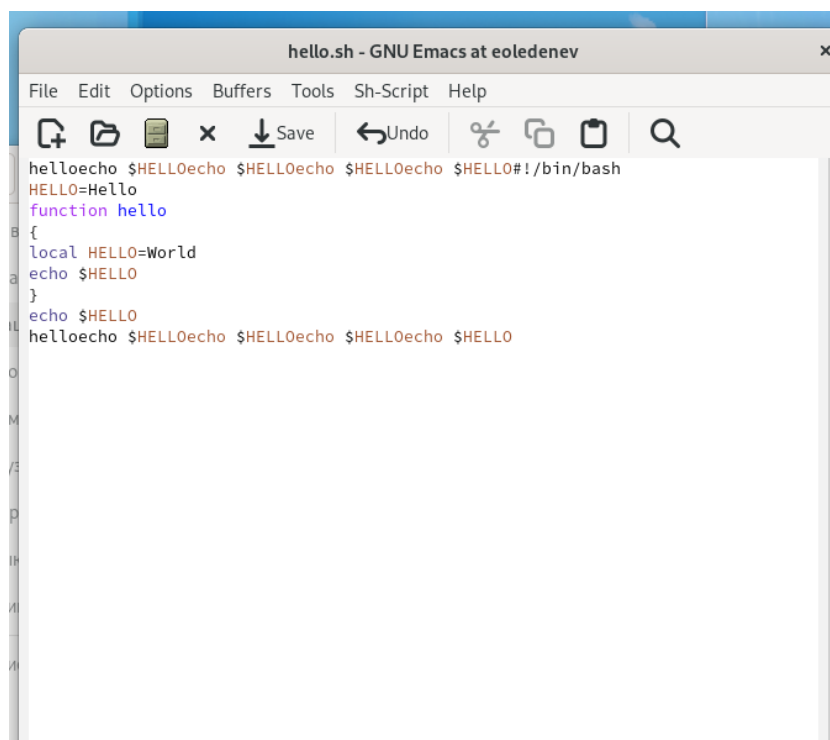 hello.sh - GNU Emacs at eoledenev
File Edit Options Buffers Tools Sh-Script Help
Save Undo
helloecho $HELLOecho $HELLOecho $HELLOecho $HELLO#!/bin/bash
HELLO=Hello
function hello
{
local HELLO=World
echo $HELLO
}
echo $HELLO
helloecho $HELLOecho $HELLOecho $HELLOecho $HELLO